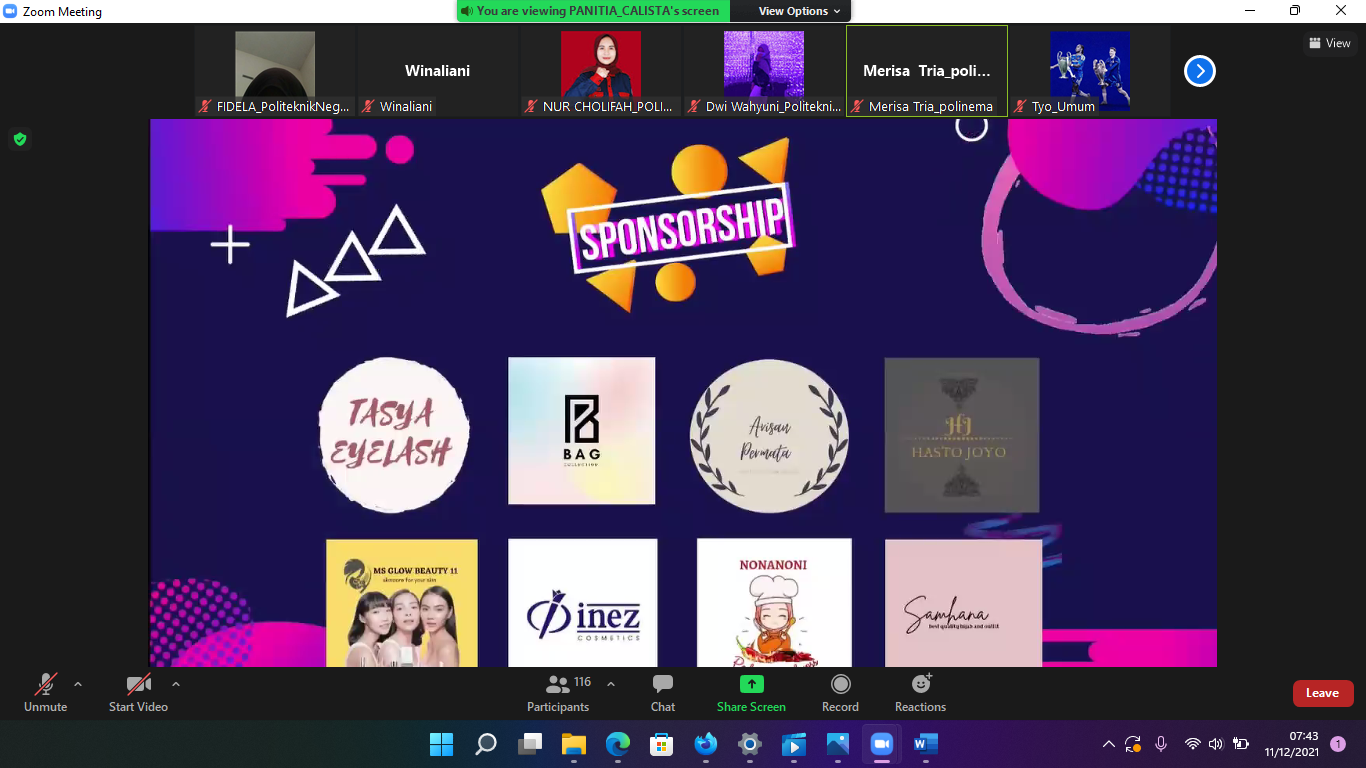 Zoom Meeting
You are viewing PANITIA_CALISTA's screen
View Options
View
Winaliani
Merisa Tria_poli...
FIDELA_PoliteknikNeg...
Winaliani
NUR CHOLIFAH_POLI...
Dwi Wahyuni_Politekni...
Merisa Tria_polinema
Tyo_Umum
SPONSORSHIP
TASYA
EYELASH
B
BAG
COLLECTION
Arisan
Permata
HJ
HASTO JOYO
MS GLOW BEAUTY 11
skincare for your skin
inez
COSMETICS
NONANONI
Samhana
best quality hijab and outfit
Unmute
Start Video
Participants
116
Chat
Share Screen
Record
Reactions
Leave
07:43
11/12/2021
1